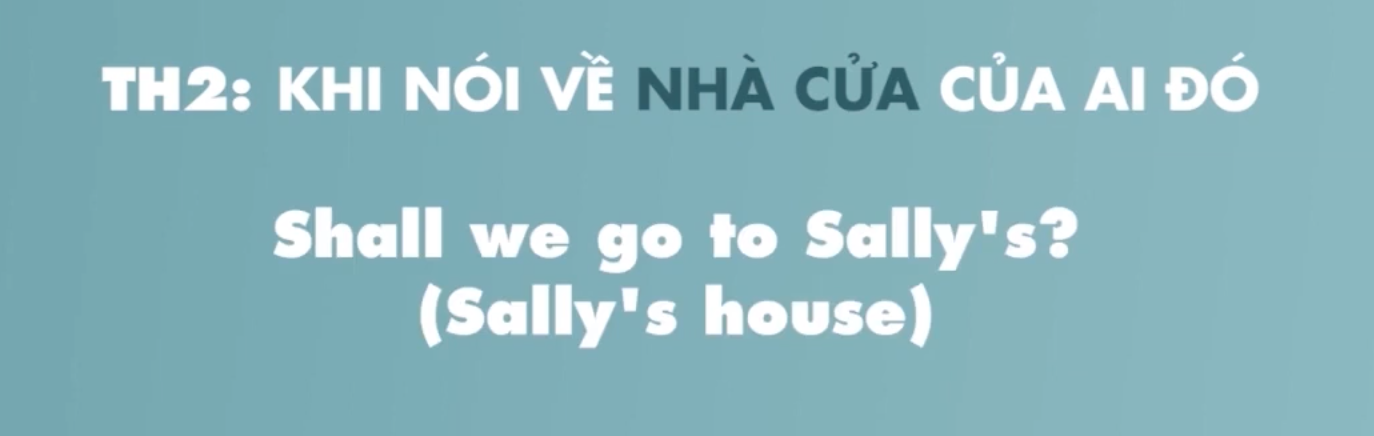 TH2: KHI NÓI VỀ NHÀ CỬA CỦA AI ĐÓ
Shall we go to Sally's?
(Sally's house)